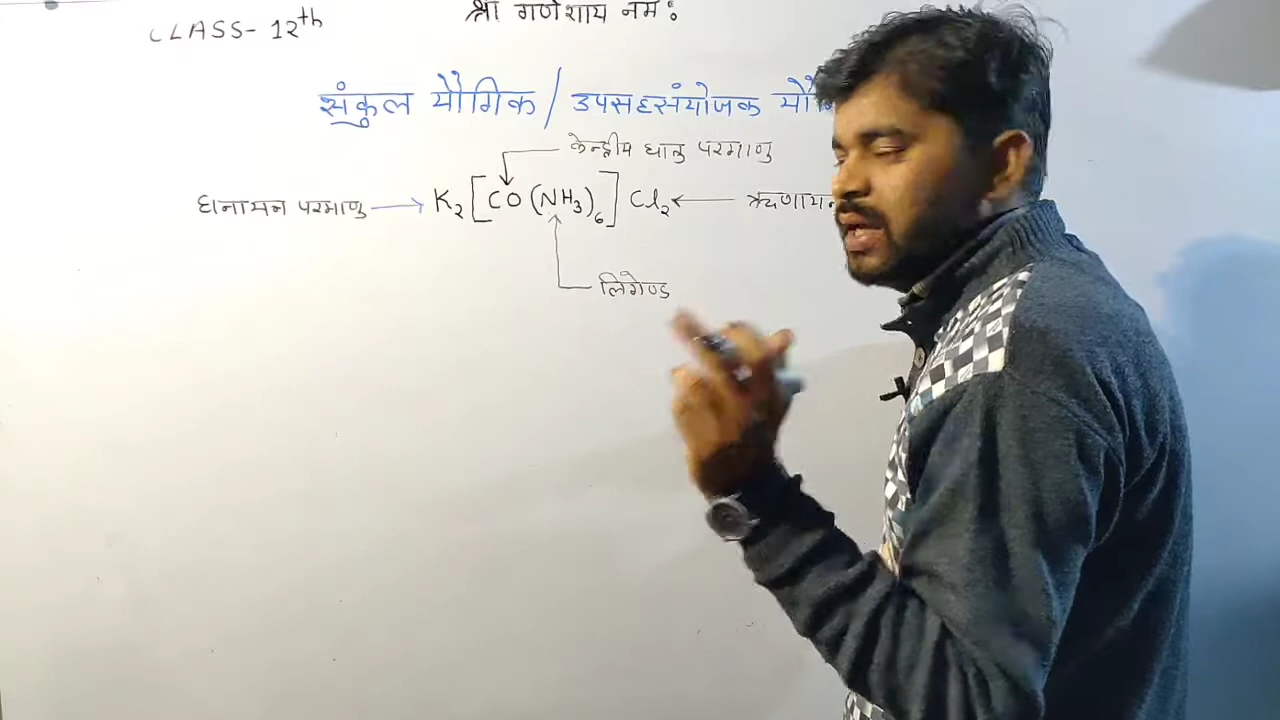 CLASS-12th
श्री गणेशाय नमः
संकुल यौगिक / उपसहसंयोजक
केन्द्रीय धातु परमाणु
धनायन परमाणु → K2[CO(NH3)6]Cl2 ←
लिगेण्ड